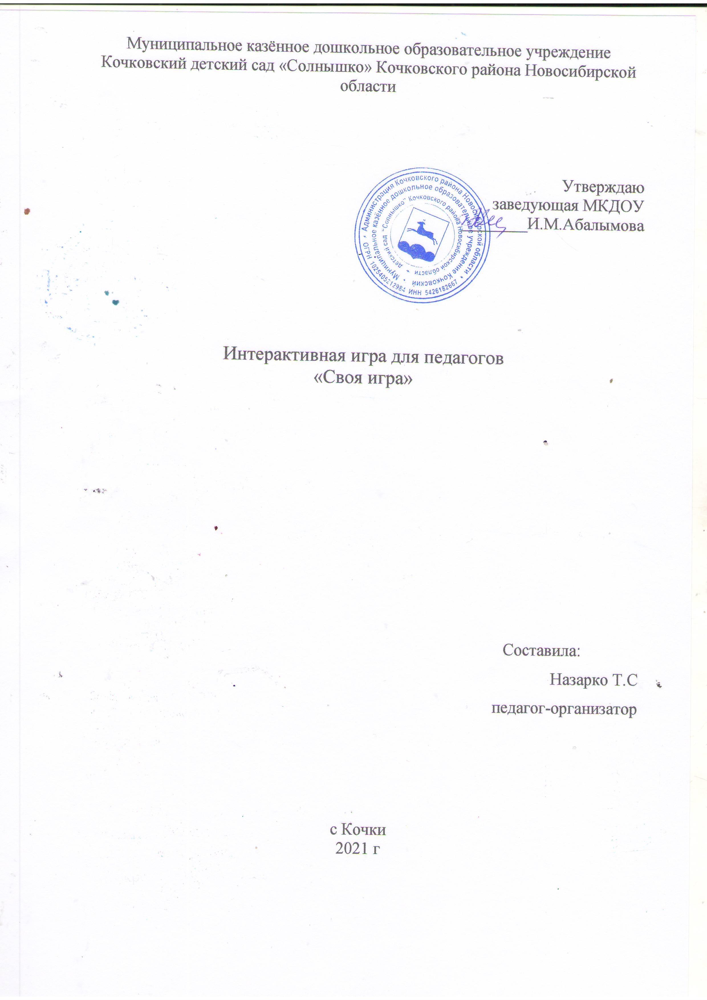 Муниципальное казённое дошкольное образовательное учреждение
Кочковский детский сад «Солнышко» Кочковского района Новосибирской
области
Утверждаю
заведующая МКДОУ
_______И.М.Абалымова
Администрация Кочковского района Новосибирской области
ОГРН 1025405212984 ИНН 5426182667
Муниципальное казённое дошкольное образовательное учреждение Кочковский
детский сад "Солнышко" Кочковского района Новосибирской области
Интерактивная игра для педагогов
«Своя игра»
Составила:
Назарко Т.С
педагог-организатор
с Кочки
2021 г